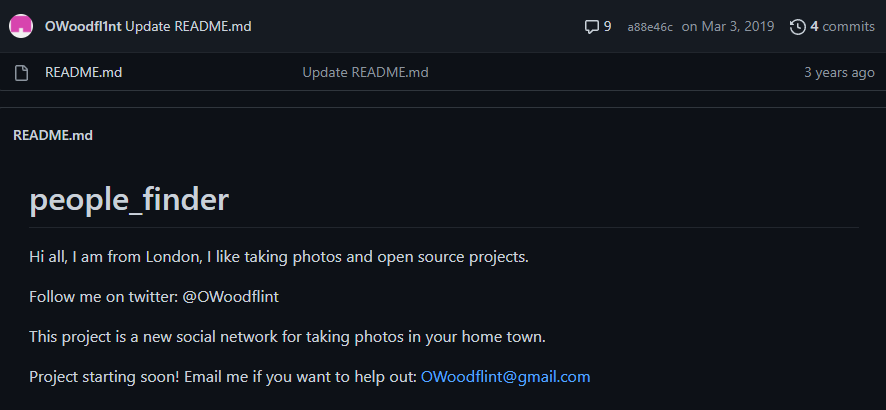 OWoodfl1nt Update README.md 9 a88e46c on Mar 3, 2019 4 commits
README.md Update README.md 3 years ago
README.md
people_finder
Hi all, I am from London, I like taking photos and open source projects.
Follow me on twitter: @OWoodflint
This project is a new social network for taking photos in your home town.
Project starting soon! Email me if you want to help out: OWoodflint@gmail.com